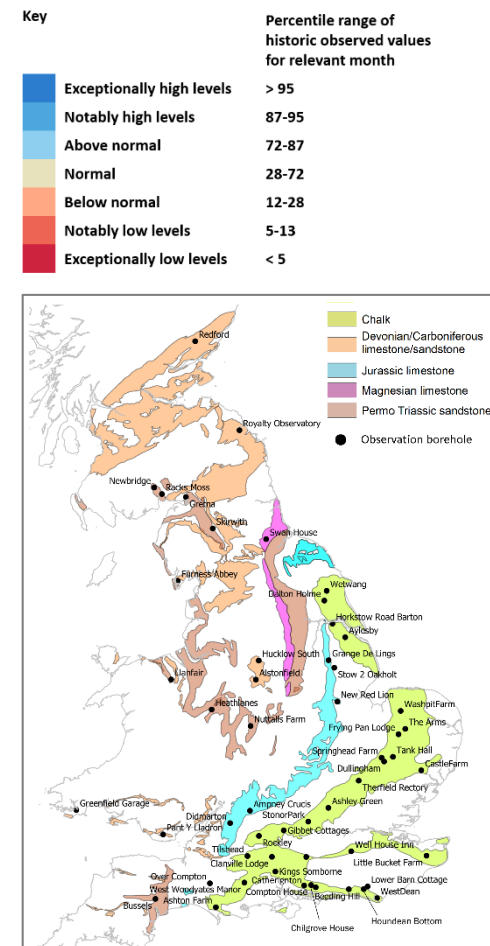 Key
Percentile range of
historic observed values
for relevant month
Exceptionally high levels > 95
Notably high levels 87-95
Above normal 72-87
Normal 28-72
Below normal 12-28
Notably low levels 5-13
Exceptionally low levels < 5
Chalk
Devonian/Carboniferous
limestone/sandstone
Jurassic limestone
Magnesian limestone
Permo Triassic sandstone
Observation borehole
Redford
Royalty Observatory
Newbridge
Racks Moss
Gretna
Skirwith
Swan House
Furness Abbey
Wetwang
Dalton Holme
Horkstow Road Barton
Aylesby
Hucklow South
Grange De Lings
Llanfair
Alstonfield
Stow 2 Oakholt
New Red Lion
Heathlanes
WashpitFarm
Nuttalls Farm
The Arms
Frying Pan Lodge
Springhead Farm
Tank Hall
Dullingham
CastleFarm
Therfield Rectory
Greenfield Garage
Ampney Crucis
Ashley Green
Didmarton
StonorPark
Pant Y Lladron
Gibbet Cottages
Rockley
Tilshead
Well House Inn
Clanville Lodge
Little Bucket Farm
Kings Somborne
Over Compton
Catherington
Lower Barn Cottage
West Woodyates Manor
Compton House
WestDean
Bussels
Ashton Farm
Beeding Hill
Houndean Bottom
Chilgrove House